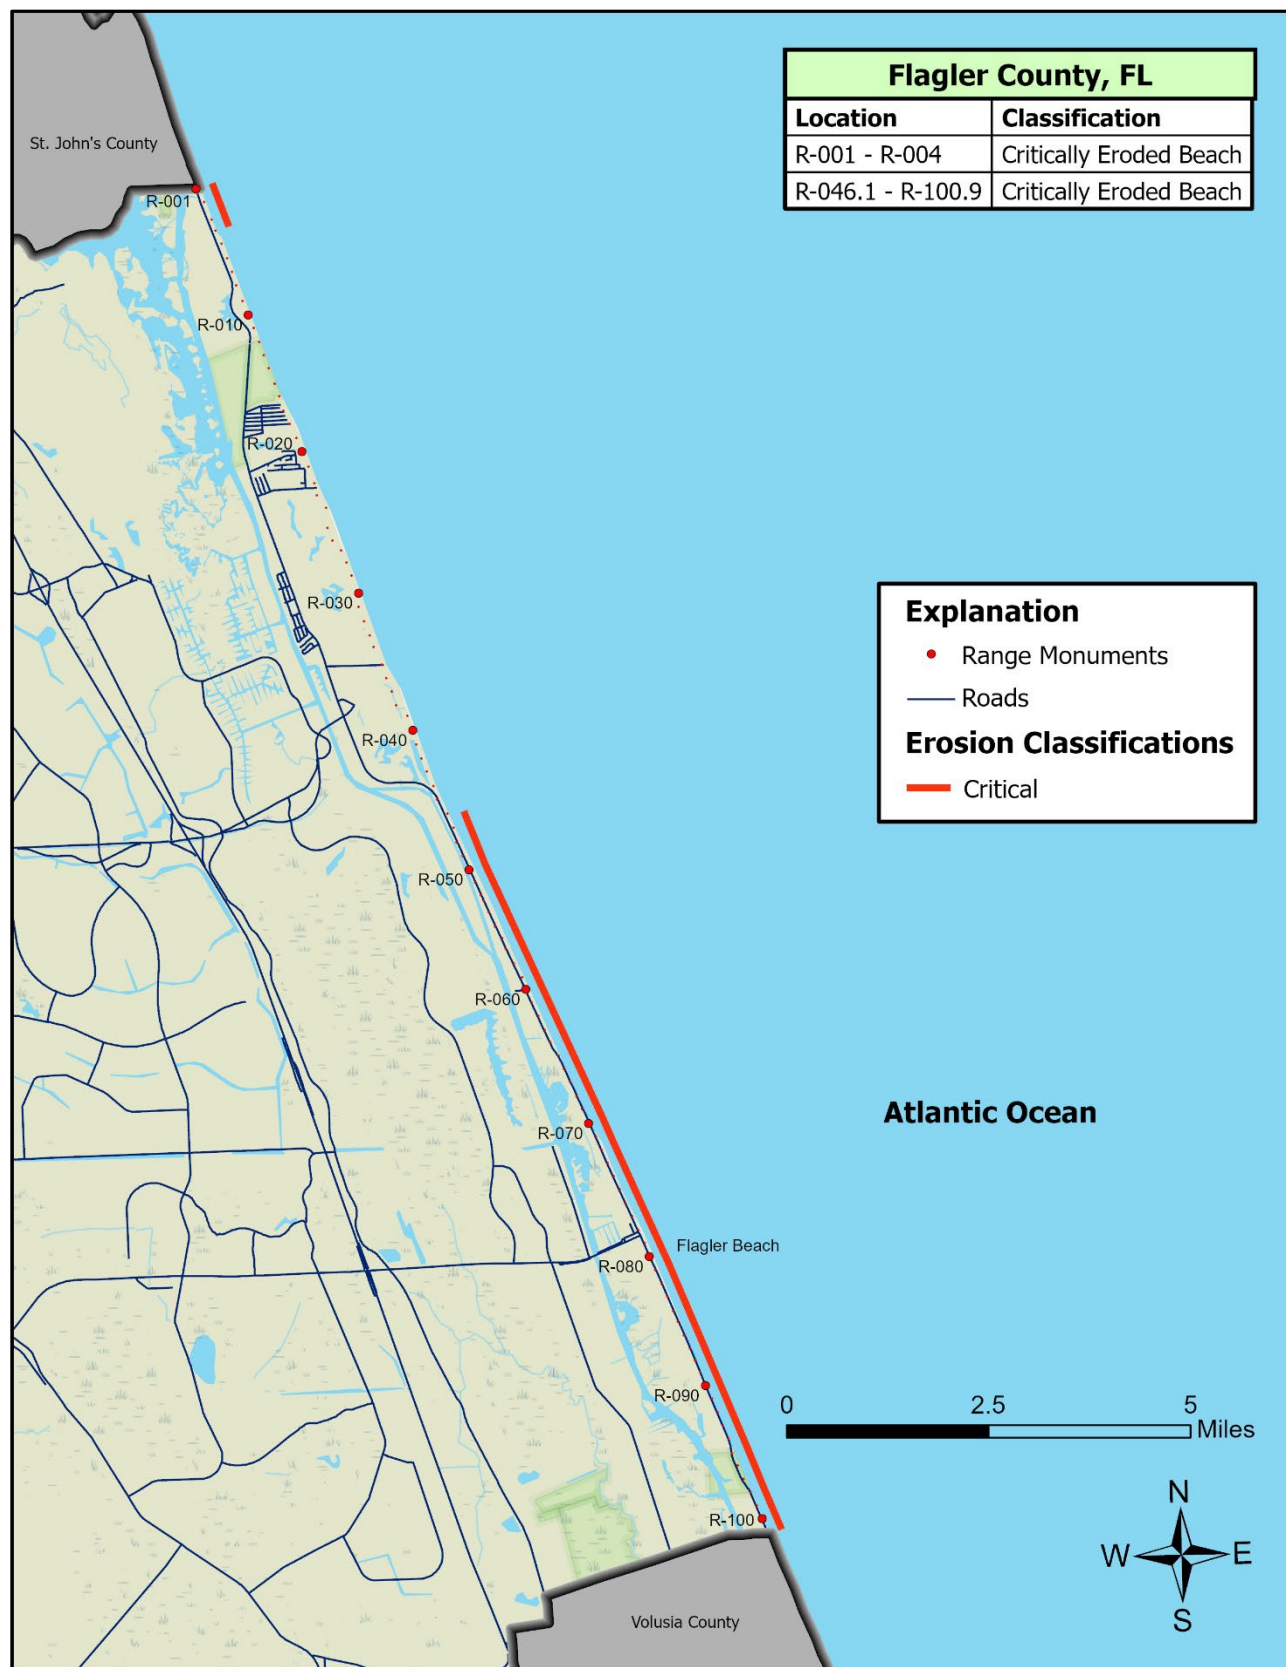 Flagler County, FL
Location Classification
R-001 - R-004 Critically Eroded Beach
R-046.1 - R-100.9 Critically Eroded Beach
St. John's County
R-001
R-010
R-020
R-030
Explanation
Range Monuments
Roads
Erosion Classifications
Critical
R-040
R-050
R-060
Atlantic Ocean
R-070
Flagler Beach
R-080
R-090
0 2.5 5
Miles
R-100
N
W E
S
Volusia County